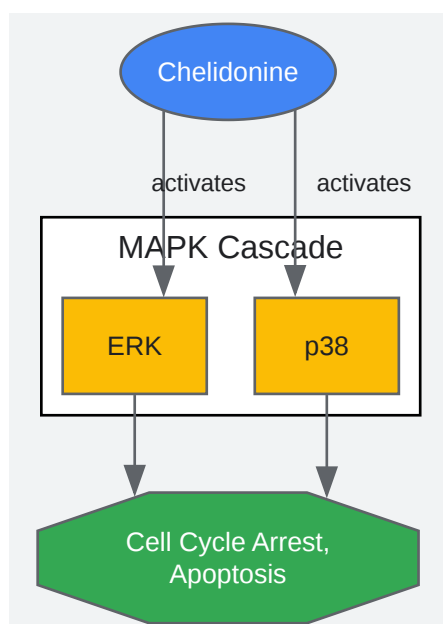 Chelidonine
activates
activates
MAPK Cascade
ERK
p38
Cell Cycle Arrest,
Apoptosis